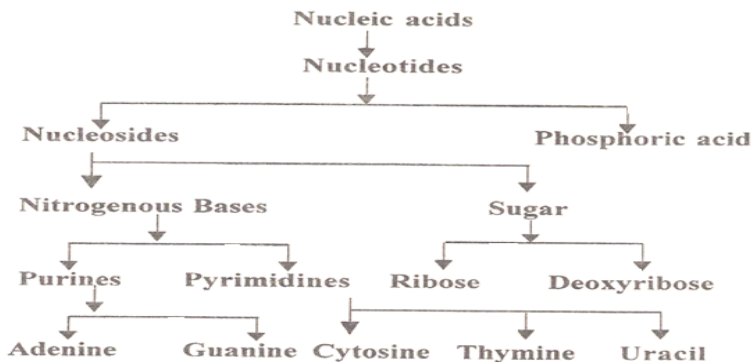 Nucleic acids
Nucleotides
Nucleosides Phosphoric acid
Nitrogenous Bases Sugar
Purines Pyrimidines Ribose Deoxyribose
Adenine Guanine Cytosine Thymine Uracil